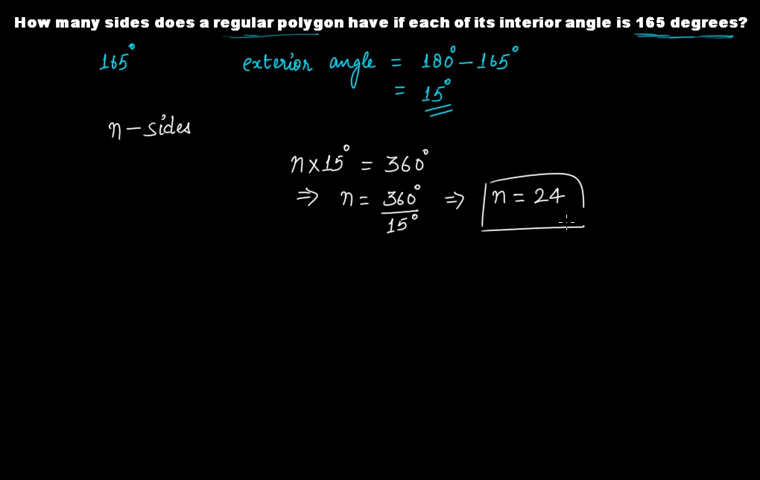 How many sides does a regular polygon have if each of its interior angle is 165 degrees?
165° exterior angle = 180° - 165°
= 15°
n - sides
n × 15° = 360°
⇒ n = 360° / 15° ⇒ n = 24